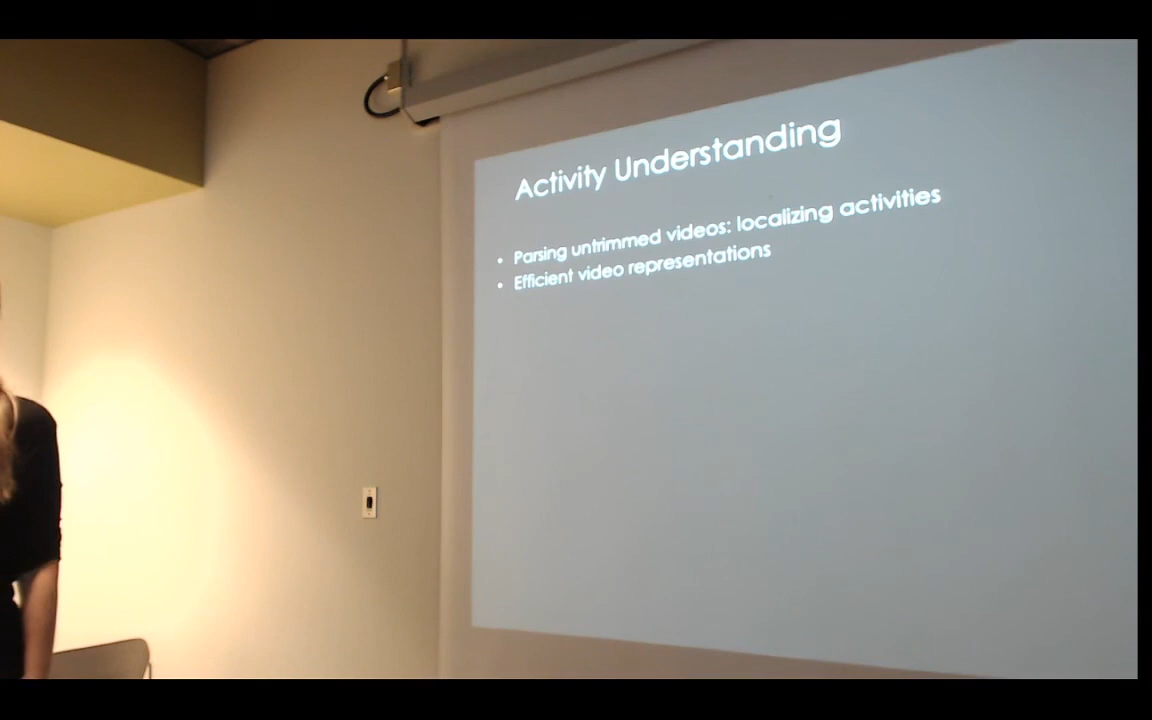 Activity Understanding
• Parsing untrimmed videos: localizing activities
• Efficient video representations